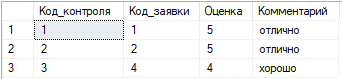 Код_контроля Код_заявки Оценка Комментарий
1 1 1 5 отлично
2 2 2 5 отлично
3 3 4 4 хорошо